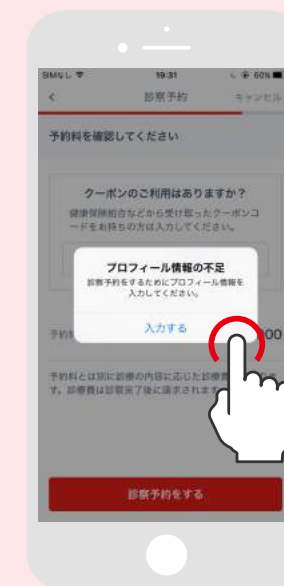 SIMなし 19:31 60%
診察予約 キャンセル
予約料を確認してください
クーポンのご利用はありますか？
健康保険組合などから受け取ったクーポンコ
ードをお持ちの方は入力してください。
プロフィール情報の不足
診察予約をするためにプロフィール情報を
入力してください。
入力する
予約 00
予約料とは別に診療の内容に応じた診療
す。診療費は診察完了後に請求されます
診察予約をする